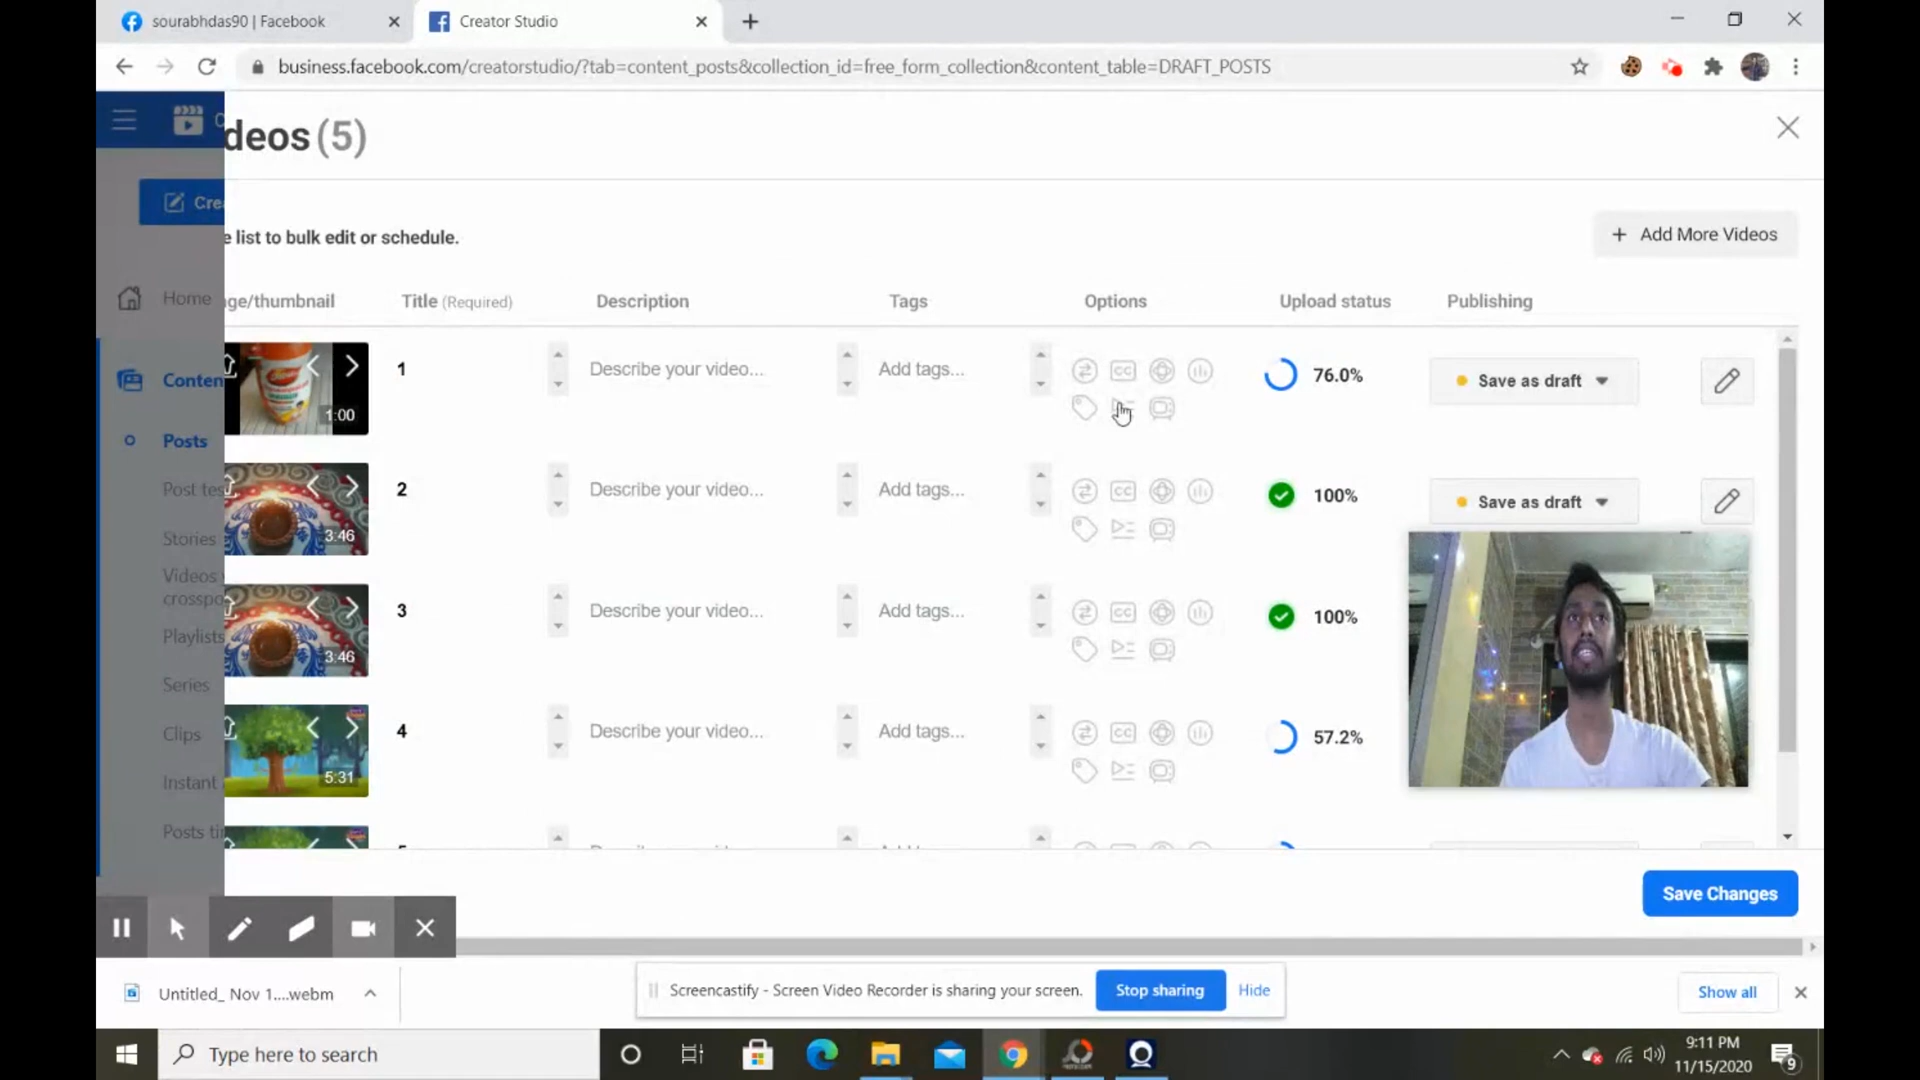 sourabhdas90 | Facebook
Creator Studio
business.facebook.com/creatorstudio/?tab=content_posts&collection_id=free_form_collection&content_table=DRAFT_POSTS
deos (5)
Cre
e list to bulk edit or schedule.
+ Add More Videos
Home
ge/thumbnail
Title (Required)
Description
Tags
Options
Upload status
Publishing
1:00
1
Describe your video...
Add tags...
CC
76.0%
Save as draft
Conten
Posts
Post tes
Stories
Videos
crosspo
Playlists
Series
Clips
Instant
Posts ti
3:46
2
Describe your video...
Add tags...
CC
100%
Save as draft
3:46
3
Describe your video...
Add tags...
CC
100%
5:31
4
Describe your video...
Add tags...
CC
57.2%
Save Changes
Untitled_ Nov 1....webm
Screencastify - Screen Video Recorder is sharing your screen.
Stop sharing
Hide
Show all
Type here to search
9:11 PM
11/15/2020
9